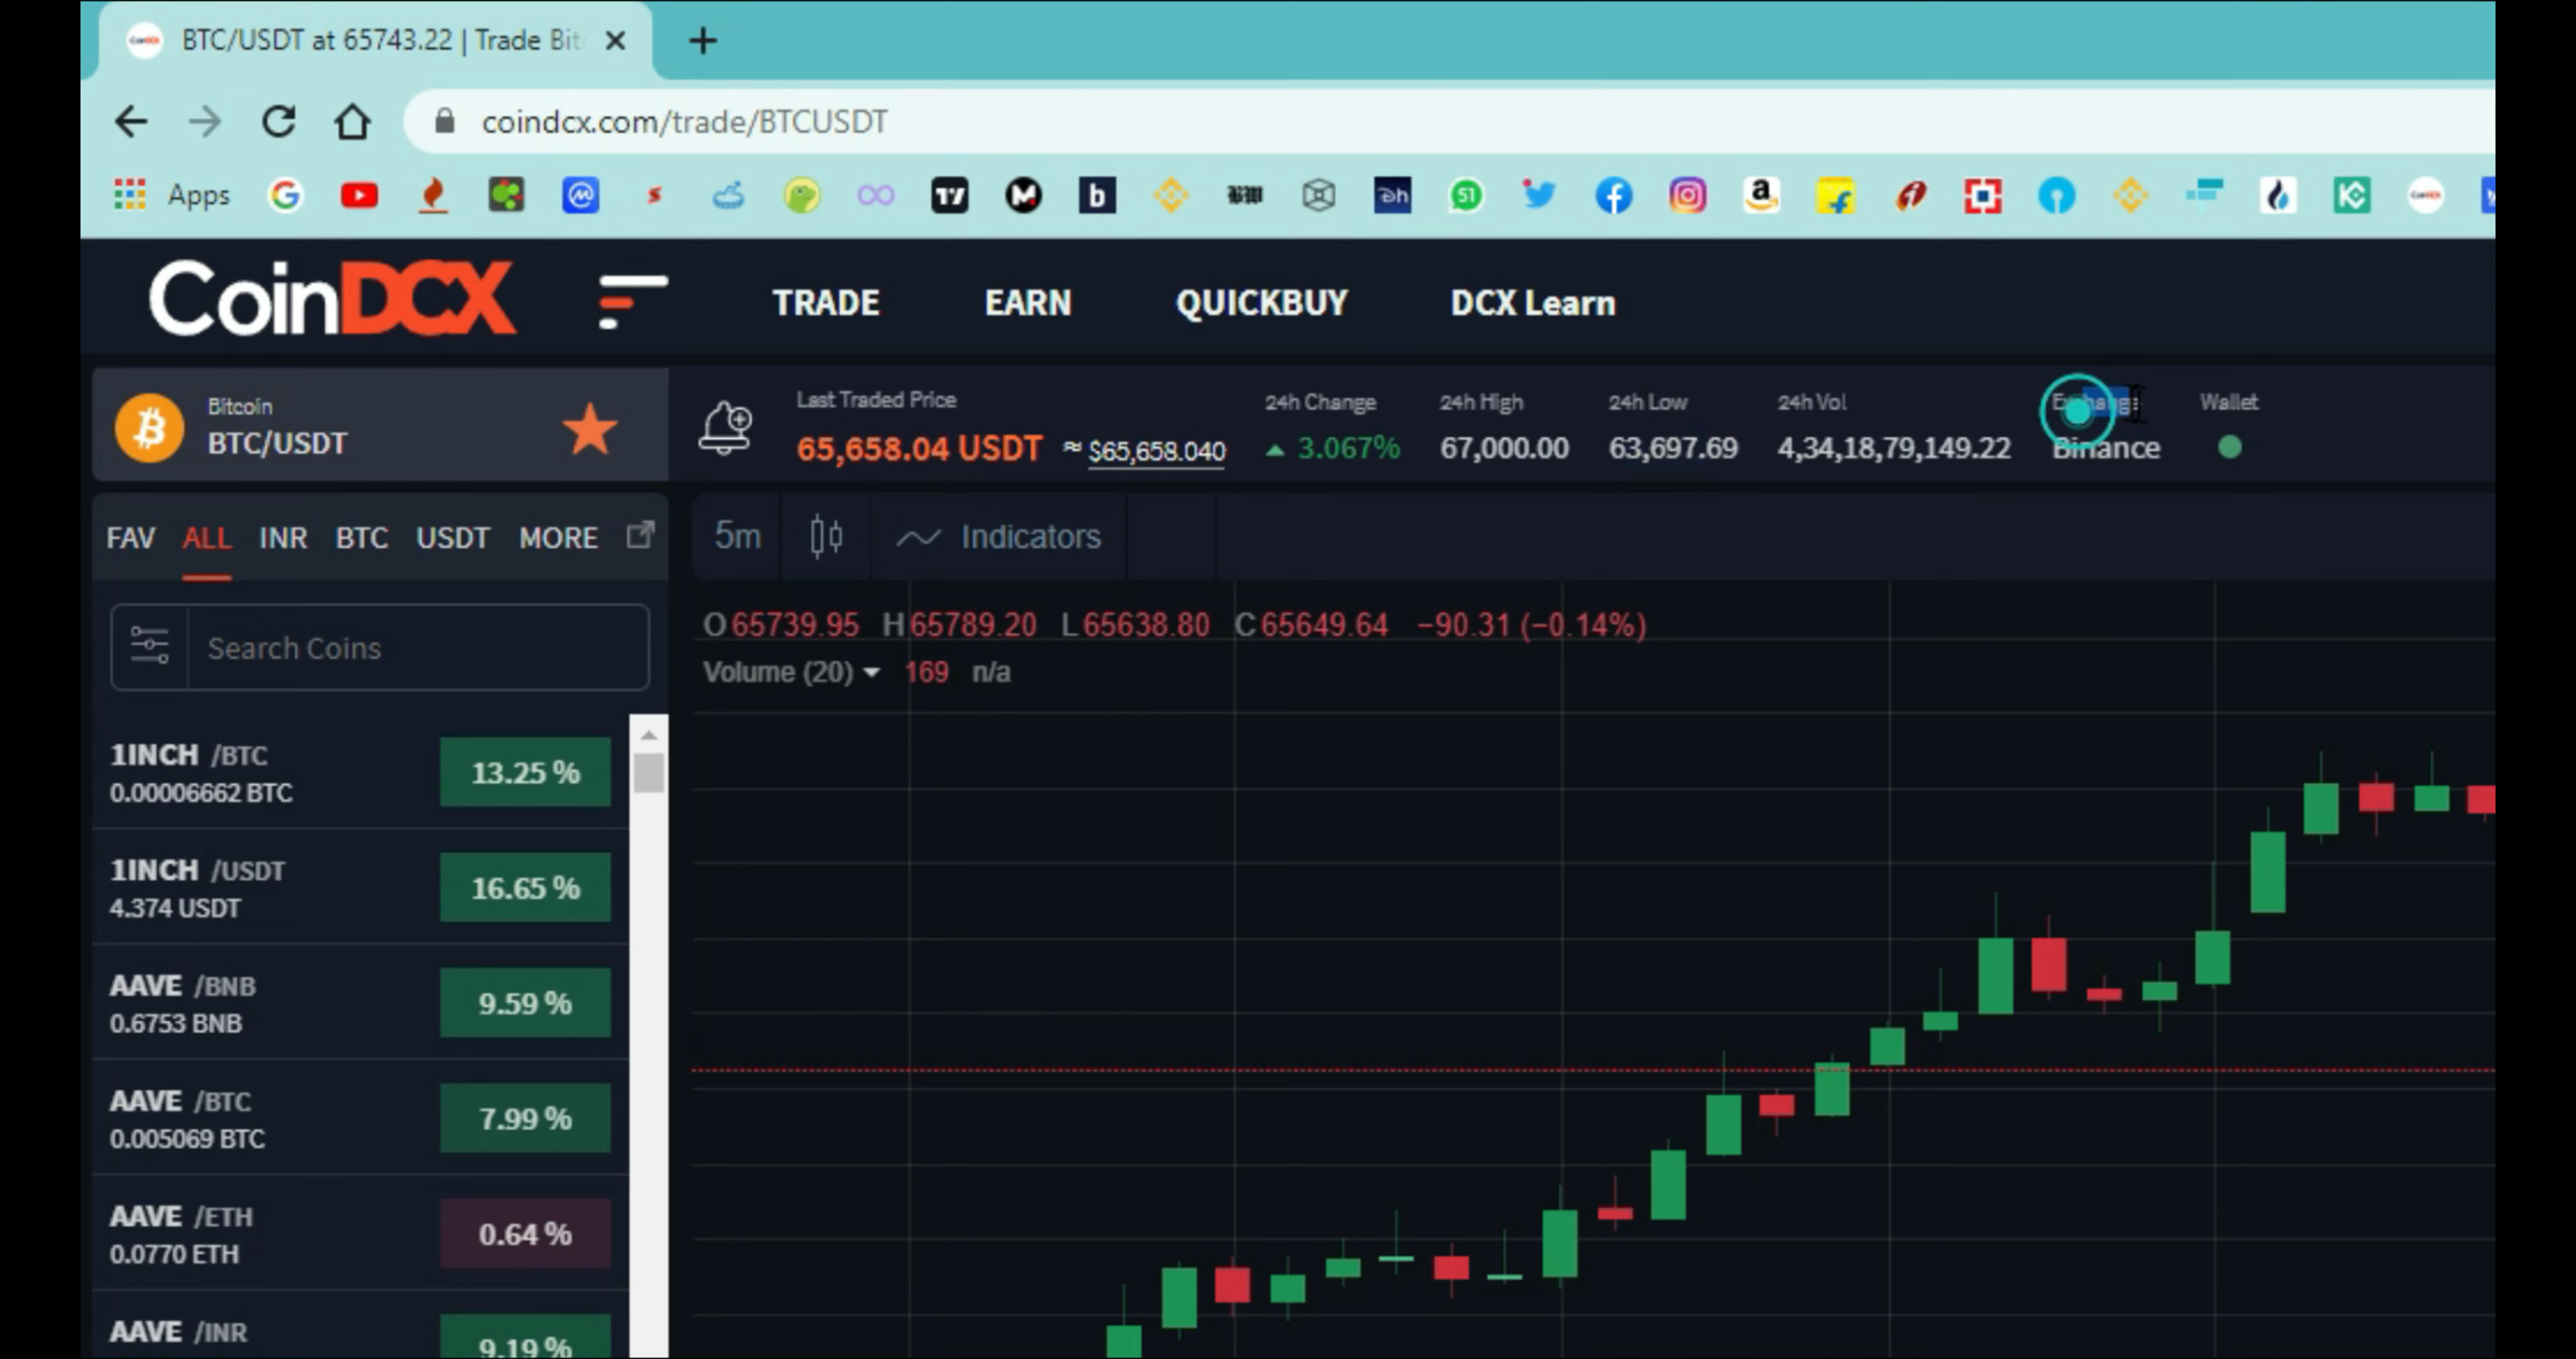 BTC/USDT at 65743.22 | Trade Bit
coindcx.com/trade/BTCUSDT
Apps
CoinDCX TRADE EARN QUICKBUY DCX Learn
Bitcoin
BTC/USDT
Last Traded Price 24h Change 24h High 24h Low 24h Vol Exchange Wallet
65,658.04 USDT ≈ $65,658.040 ▲ 3.067% 67,000.00 63,697.69 4,34,18,79,149.22 Binance
FAV ALL INR BTC USDT MORE
5m Indicators
O65739.95 H65789.20 L65638.80 C65649.64 −90.31 (−0.14%)
Volume (20) 169 n/a
Search Coins
1INCH /BTC
0.00006662 BTC
13.25 %
1INCH /USDT
4.374 USDT
16.65 %
AAVE /BNB
0.6753 BNB
9.59 %
AAVE /BTC
0.005069 BTC
7.99 %
AAVE /ETH
0.0770 ETH
0.64 %
AAVE /INR
9.19 %